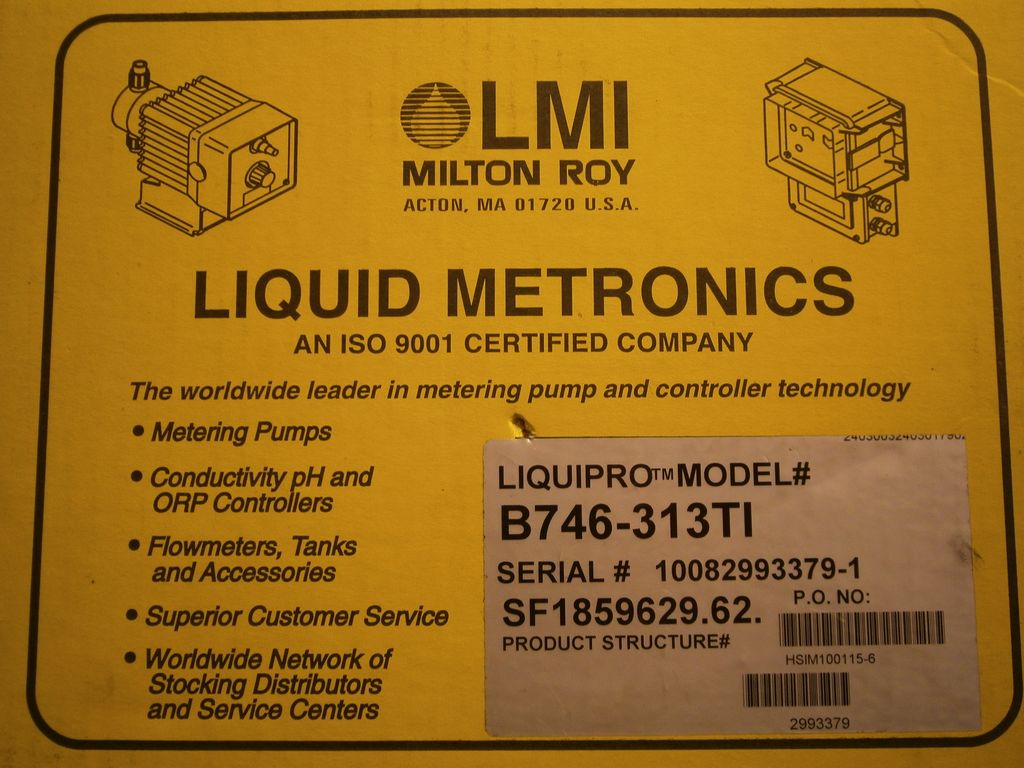 LMI
MILTON ROY
ACTON, MA 01720 U.S.A.
LIQUID METRONICS
AN ISO 9001 CERTIFIED COMPANY
The worldwide leader in metering pump and controller technology
• Metering Pumps
• Conductivity pH and
ORP Controllers
• Flowmeters, Tanks
and Accessories
• Superior Customer Service
• Worldwide Network of
Stocking Distributors
and Service Centers
LIQUIPRO™MODEL#
B746-313TI
SERIAL # 10082993379-1
SF1859629.62.
P.O. NO:
PRODUCT STRUCTURE#
HSIM100115-6
2993379